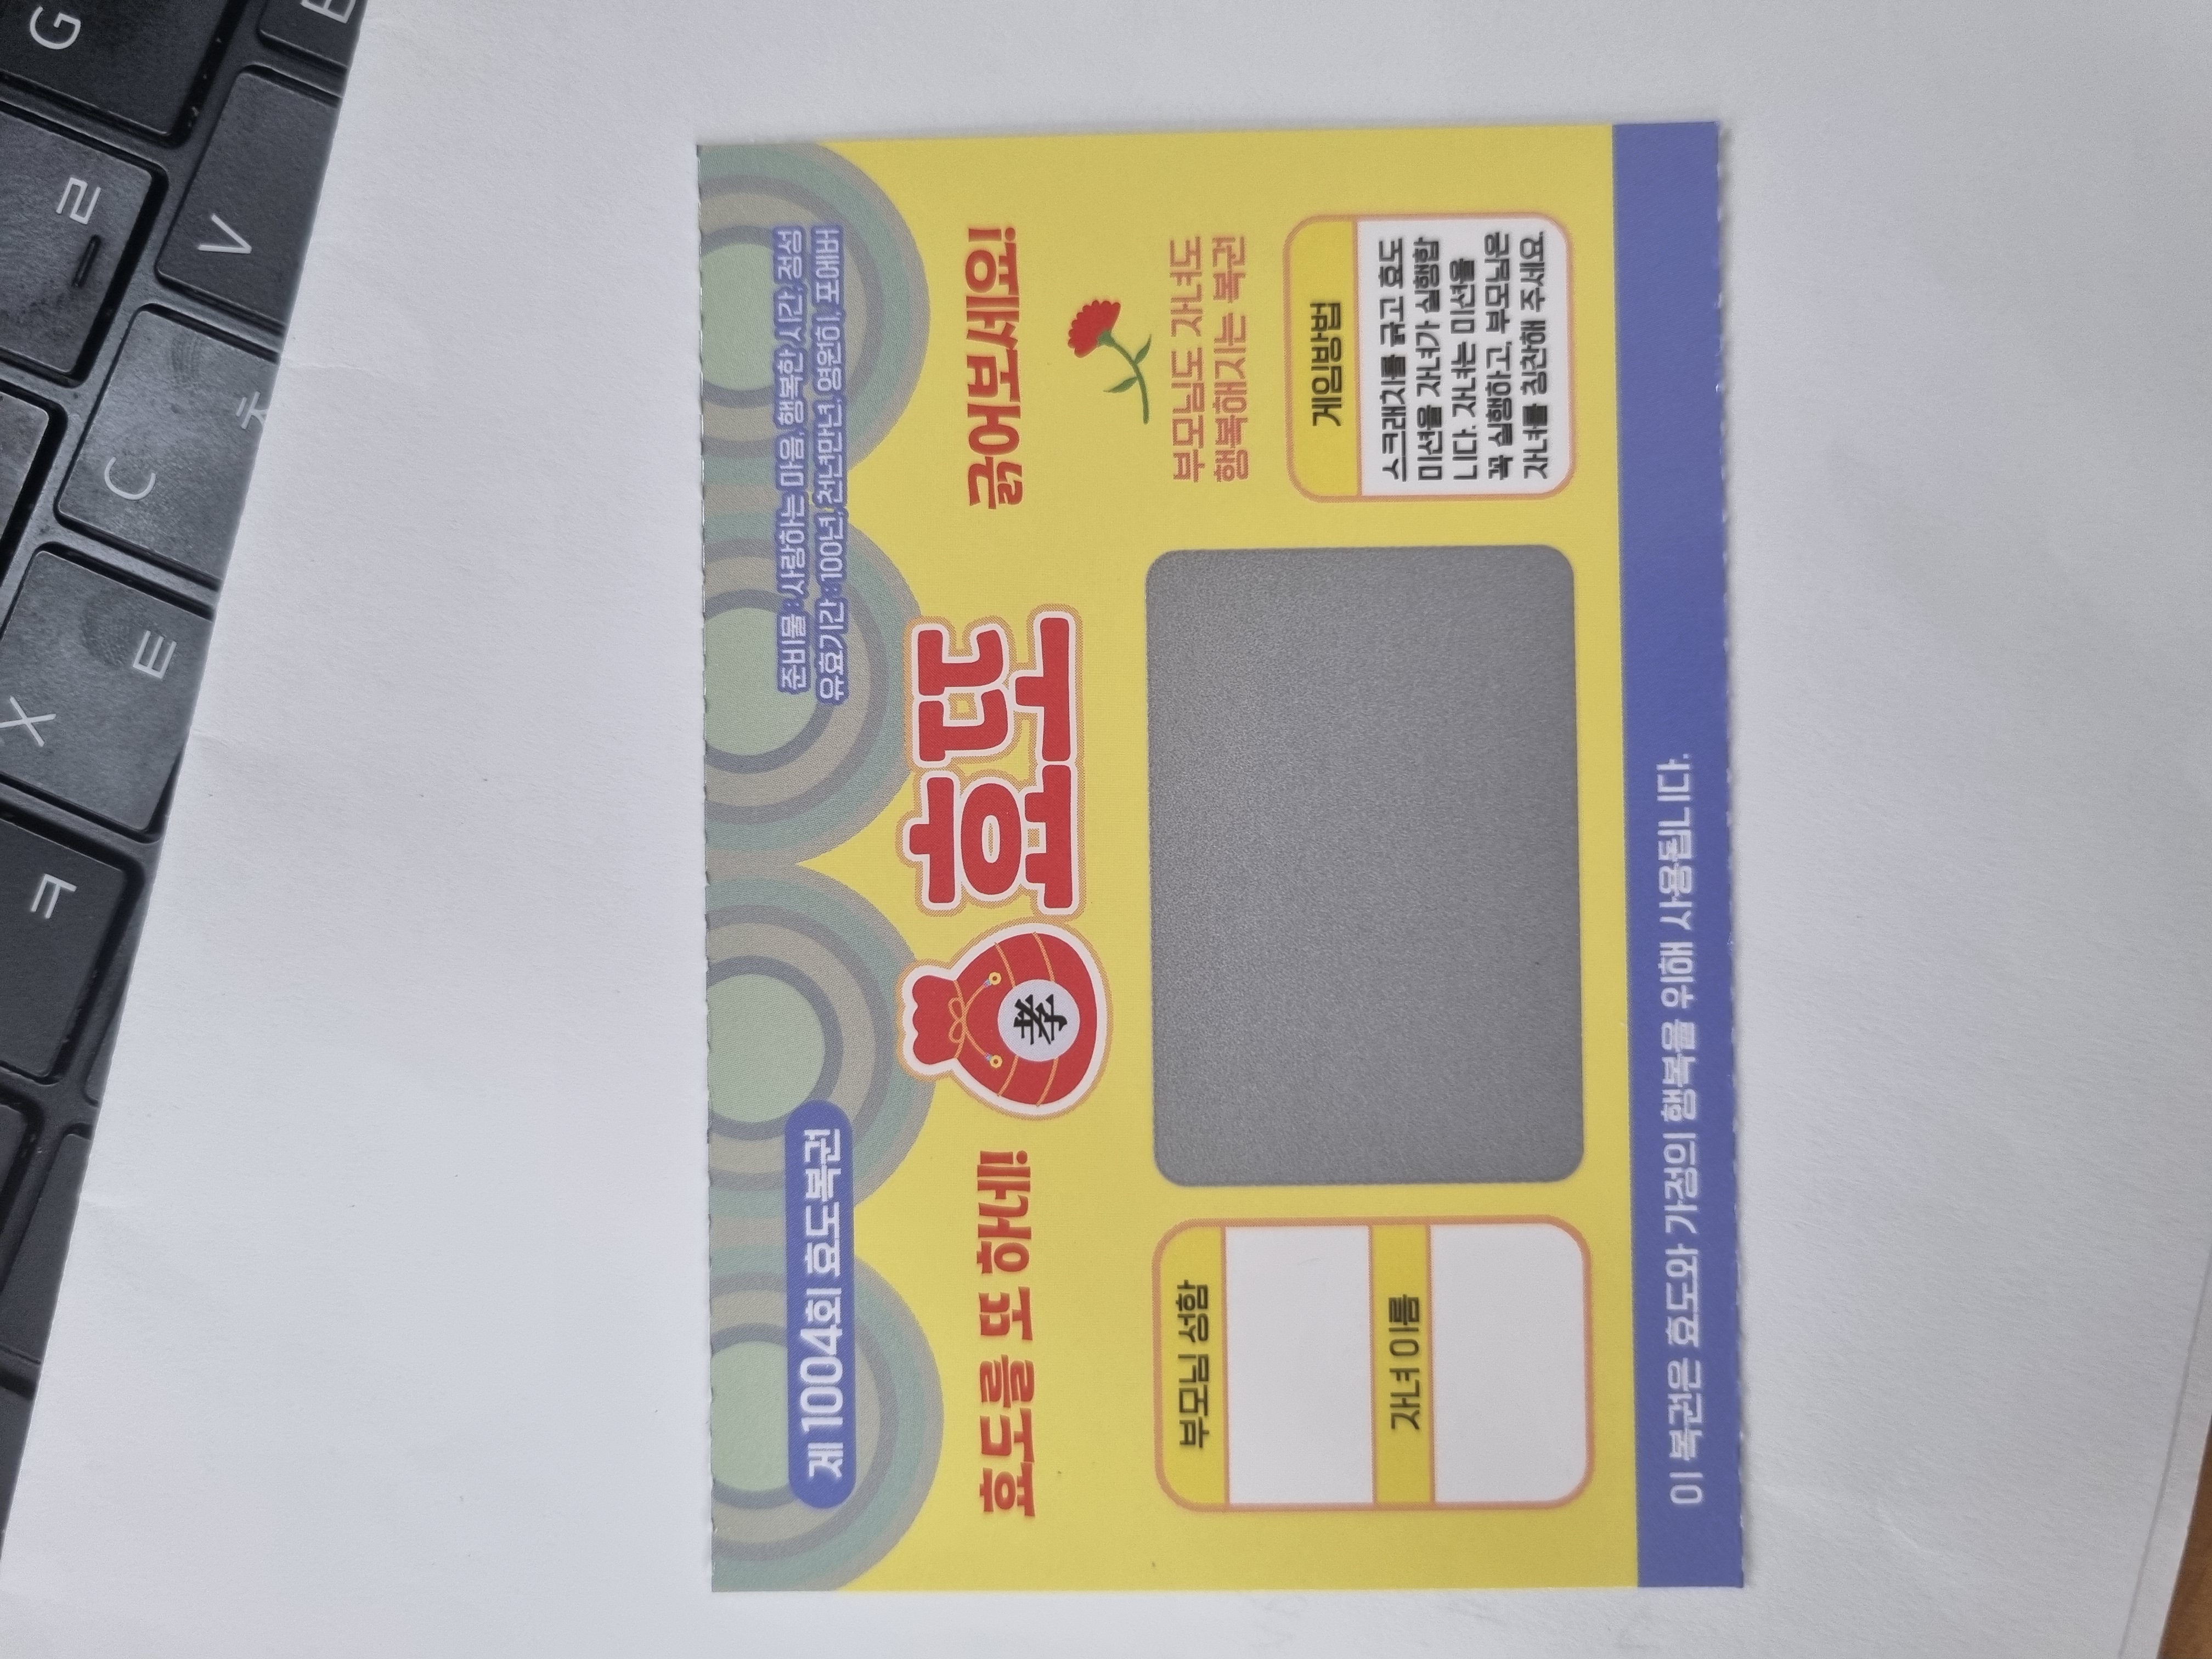 ㅋ
X
ㅌ
C
ㅊ
ㄹ
V
G
제 1004회 효도복권
준비물 : 사랑하는 마음, 행복한 시간, 정성
유효기간 : 100년, 천년만년, 영원히, 포에버
효도를 또 하네!
孝
효또
긁어보세요!
부모님도 자녀도
행복해지는 복권
부모님 성함
자녀 이름
게임방법
스크래치를 긁고 효도
미션을 자녀가 실행합
니다. 자녀는 미션을
꼭 실행하고, 부모님은
자녀를 칭찬해 주세요.
이 복권은 효도와 가정의 행복을 위해 사용됩니다.